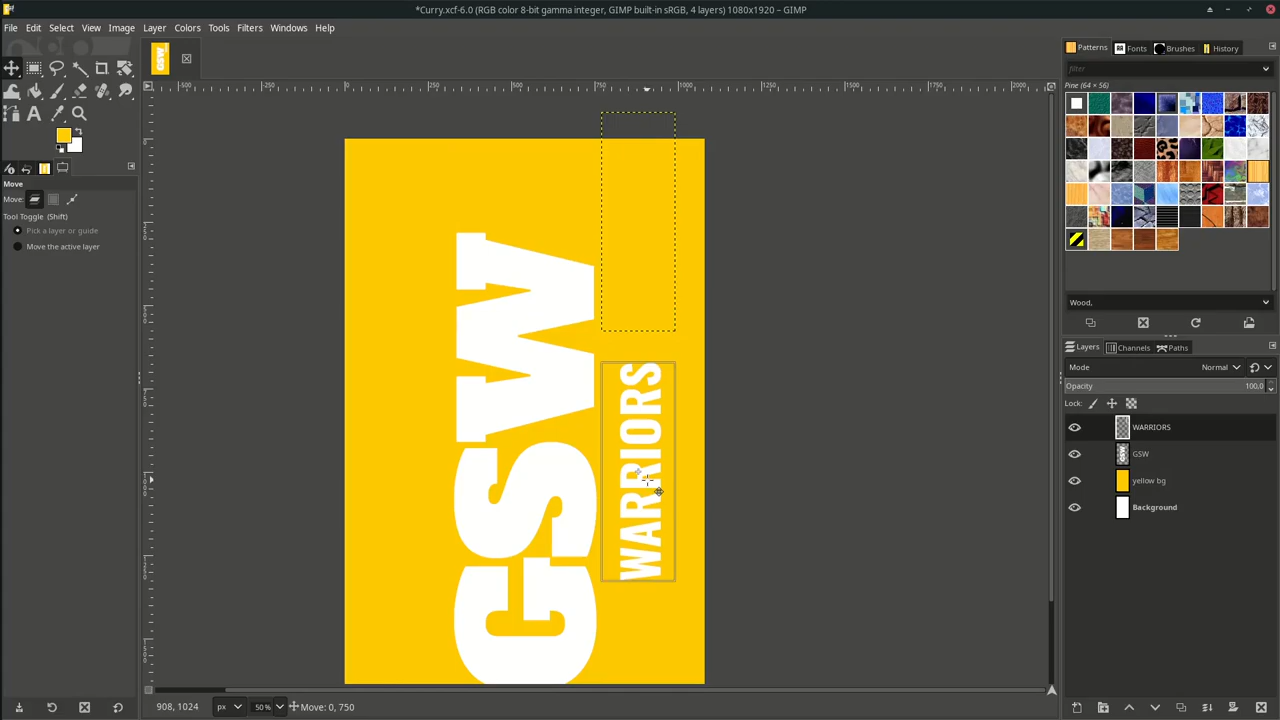 *Curry.xcf-6.0 (RGB color 8-bit gamma integer, GIMP built-in sRGB, 4 layers) 1080x1920 – GIMP
File Edit Select View Image Layer Colors Tools Filters Windows Help
Patterns Fonts Brushes History
filter
Pine (64 × 56)
Move
Move:
Tool Toggle (Shift)
Pick a layer or guide
Move the active layer
GSW
WARRIORS
Wood,
Layers Channels Paths
Mode Normal
Opacity 100.0
Lock:
WARRIORS
GSW
yellow bg
Background
908, 1024 px 50% Move: 0, 750